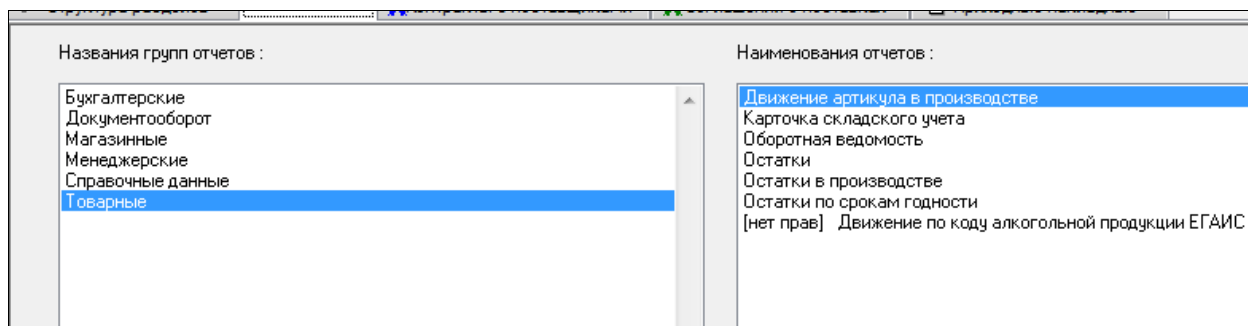 Названия групп отчетов :
Бухгалтерские
Документооборот
Магазинные
Менеджерские
Справочные данные
Товарные
Наименования отчетов :
Движение артикула в производстве
Карточка складского учета
Оборотная ведомость
Остатки
Остатки в производстве
Остатки по срокам годности
[нет прав] Движение по коду алкогольной продукции ЕГАИС